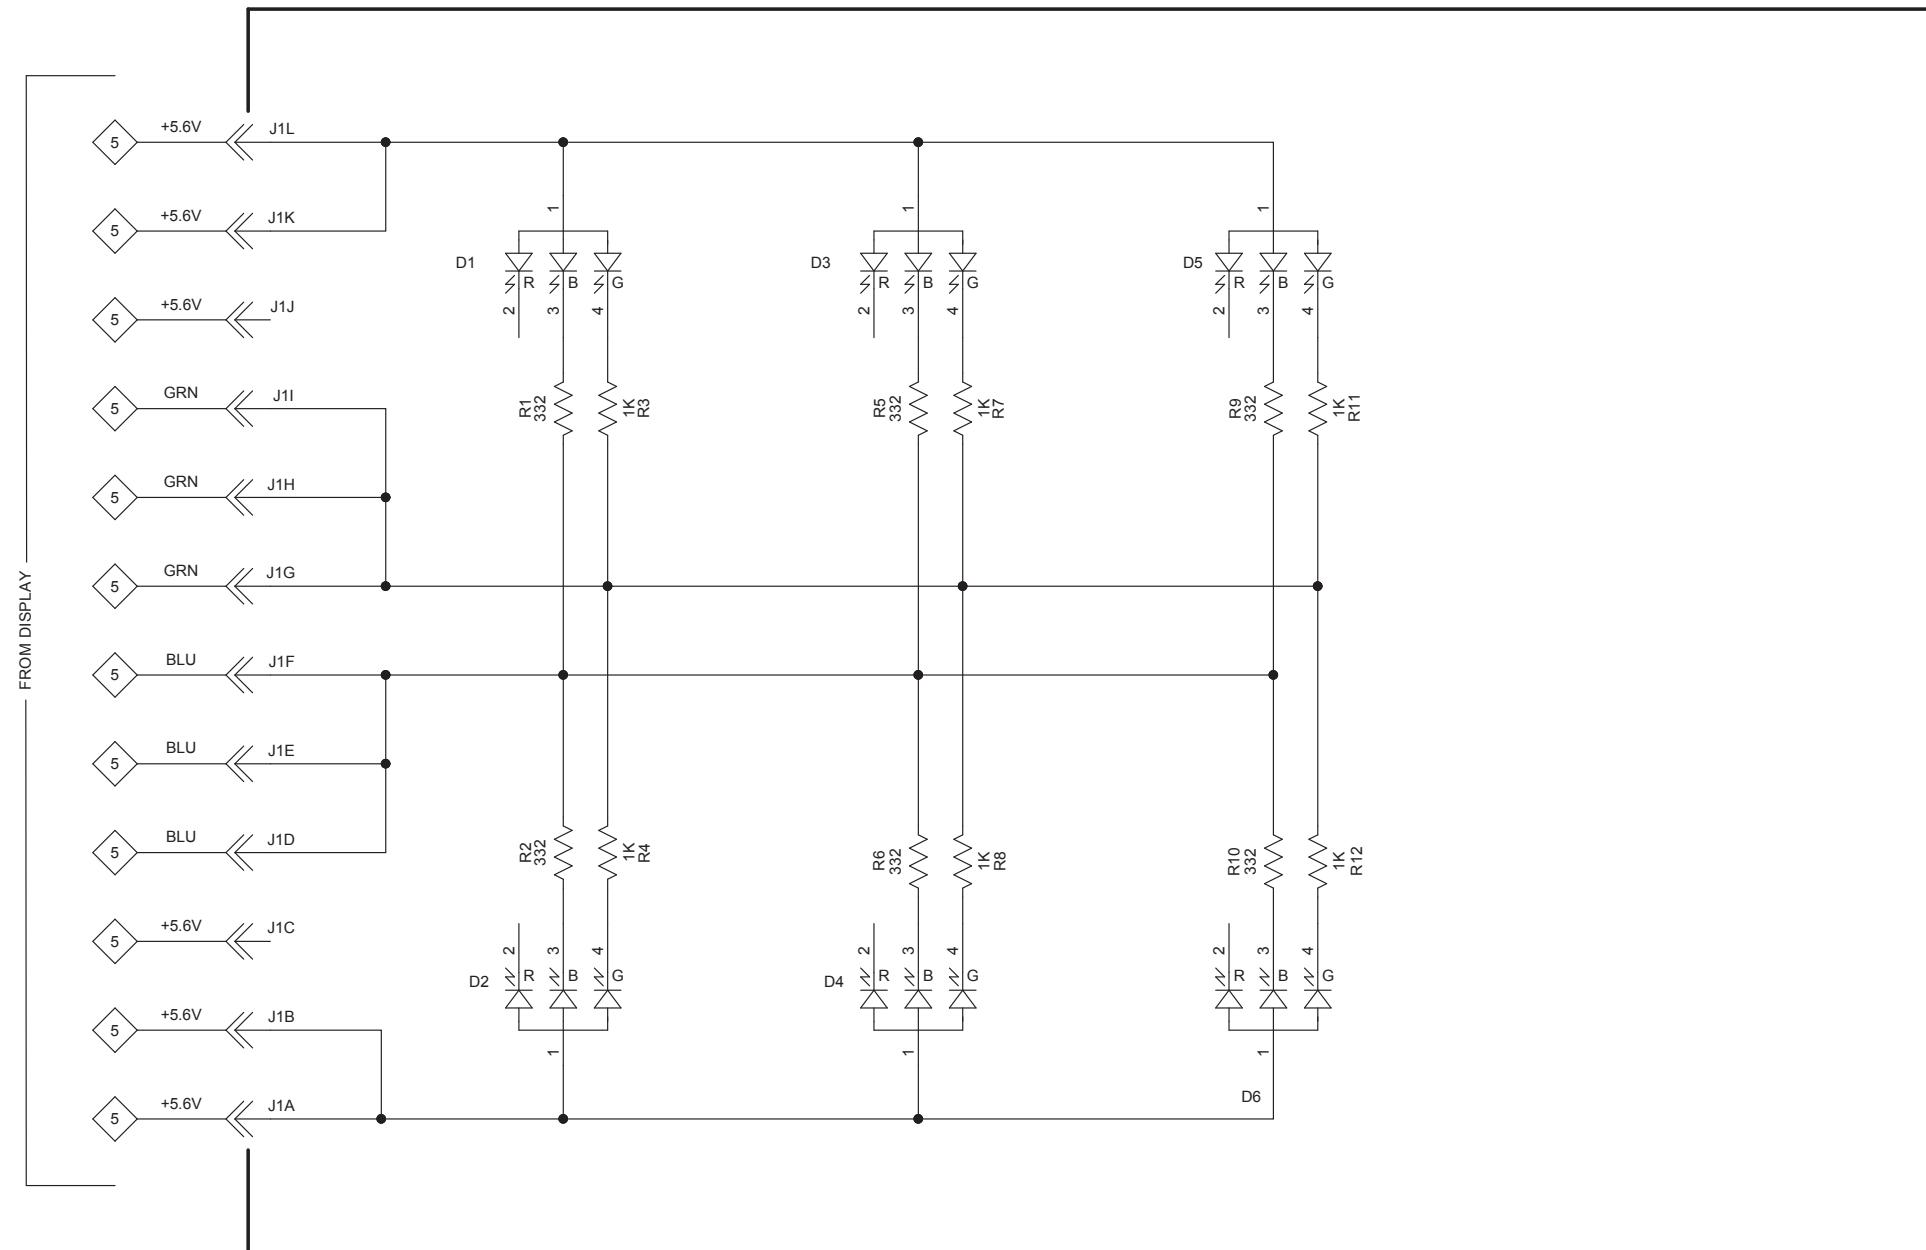 FROM DISPLAY
5 +5.6V J1L
5 +5.6V J1K
5 +5.6V J1J
5 GRN J1I
5 GRN J1H
5 GRN J1G
5 BLU J1F
5 BLU J1E
5 BLU J1D
5 +5.6V J1C
5 +5.6V J1B
5 +5.6V J1A
1
D1
R B G
2 3 4
R1
332
1K
R3
1
D3
R B G
2 3 4
R5
332
1K
R7
1
D5
R B G
2 3 4
R9
332
1K
R11
R2
332
1K
R4
2 3 4
D2
R B G
1
R6
332
1K
R8
2 3 4
D4
R B G
1
R10
332
1K
R12
2 3 4
R B G
1
D6